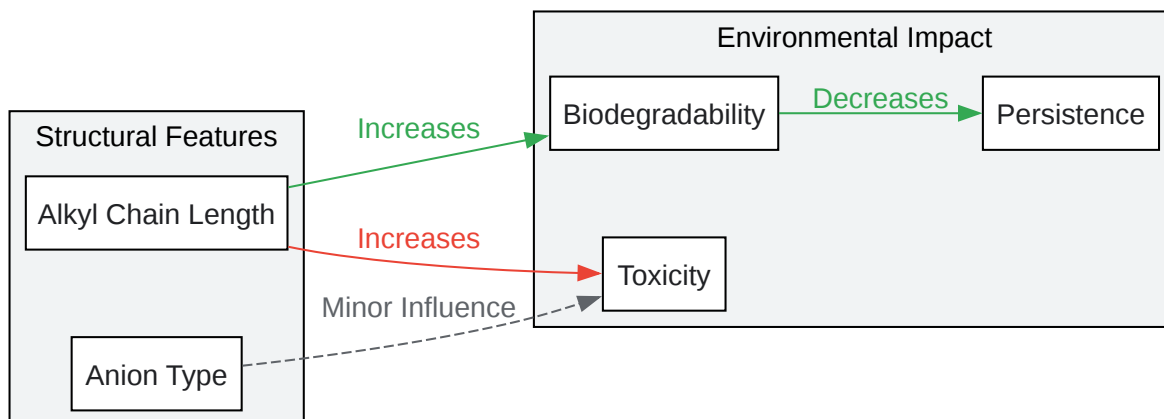 Environmental Impact
Biodegradability
Decreases
Persistence
Increases
Structural Features
Alkyl Chain Length
Increases
Toxicity
Minor Influence
Anion Type